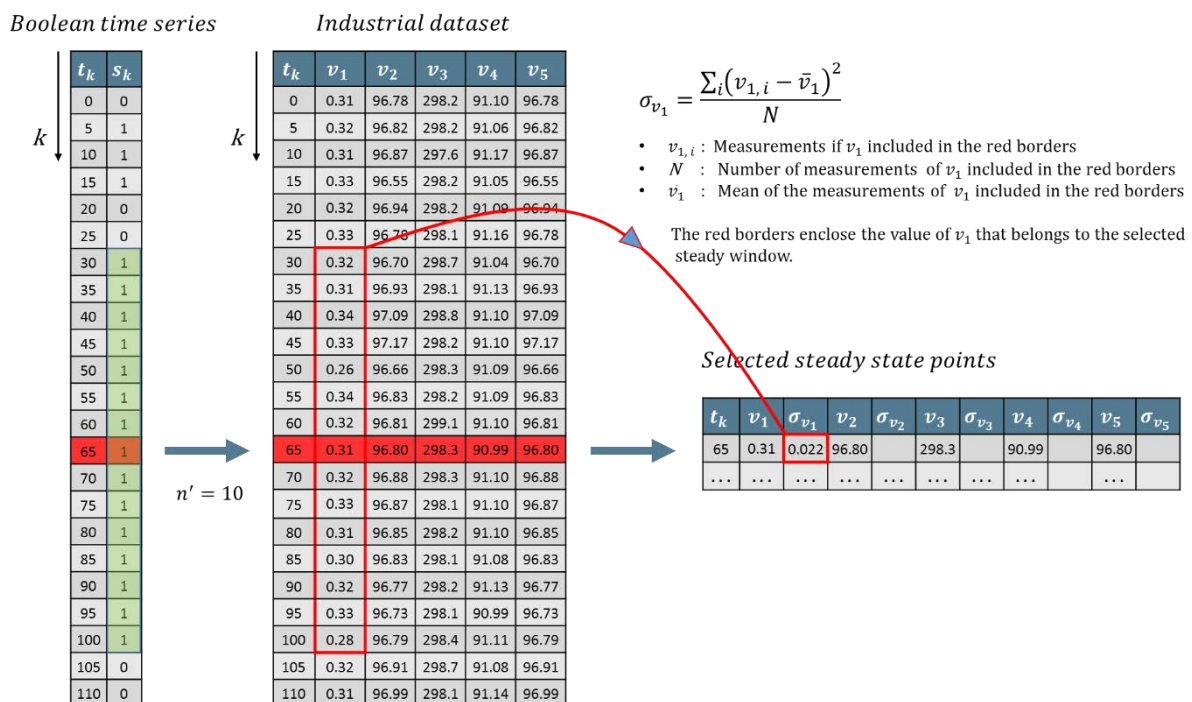 Boolean time series
t_k s_k
0 0
5 1
10 1
15 1
20 0
25 0
30 1
35 1
40 1
45 1
50 1
55 1
60 1
65 1
70 1
75 1
80 1
85 1
90 1
95 1
100 1
105 0
110 0
k
n′ = 10
Industrial dataset
k
t_k v_1 v_2 v_3 v_4 v_5
0 0.31 96.78 298.2 91.10 96.78
5 0.32 96.82 298.2 91.06 96.82
10 0.31 96.87 297.6 91.17 96.87
15 0.33 96.55 298.2 91.05 96.55
20 0.32 96.94 298.2 91.09 96.94
25 0.33 96.78 298.1 91.16 96.78
30 0.32 96.70 298.7 91.04 96.70
35 0.31 96.93 298.1 91.13 96.93
40 0.34 97.09 298.8 91.10 97.09
45 0.33 97.17 298.2 91.10 97.17
50 0.26 96.66 298.3 91.09 96.66
55 0.34 96.83 298.2 91.09 96.83
60 0.32 96.81 299.1 91.10 96.81
65 0.31 96.80 298.3 90.99 96.80
70 0.32 96.88 298.3 91.10 96.88
75 0.33 96.87 298.1 91.10 96.87
80 0.31 96.85 298.2 91.10 96.85
85 0.30 96.83 298.1 91.08 96.83
90 0.32 96.77 298.2 91.13 96.77
95 0.33 96.73 298.1 90.99 96.73
100 0.28 96.79 298.4 91.11 96.79
105 0.32 96.91 298.7 91.08 96.91
110 0.31 96.99 298.1 91.14 96.99
σ_{v_1} = ∑_i(v_{1,i} − v̄_1)² / N
• v_{1,i} : Measurements if v_1 included in the red borders
• N : Number of measurements of v_1 included in the red borders
• v̄_1 : Mean of the measurements of v_1 included in the red borders
The red borders enclose the value of v_1 that belongs to the selected
steady window.
Selected steady state points
t_k v_1 σ_{v_1} v_2 σ_{v_2} v_3 σ_{v_3} v_4 σ_{v_4} v_5 σ_{v_5}
65 0.31 0.022 96.80 298.3 90.99 96.80
... ... ... ... ... ... ...